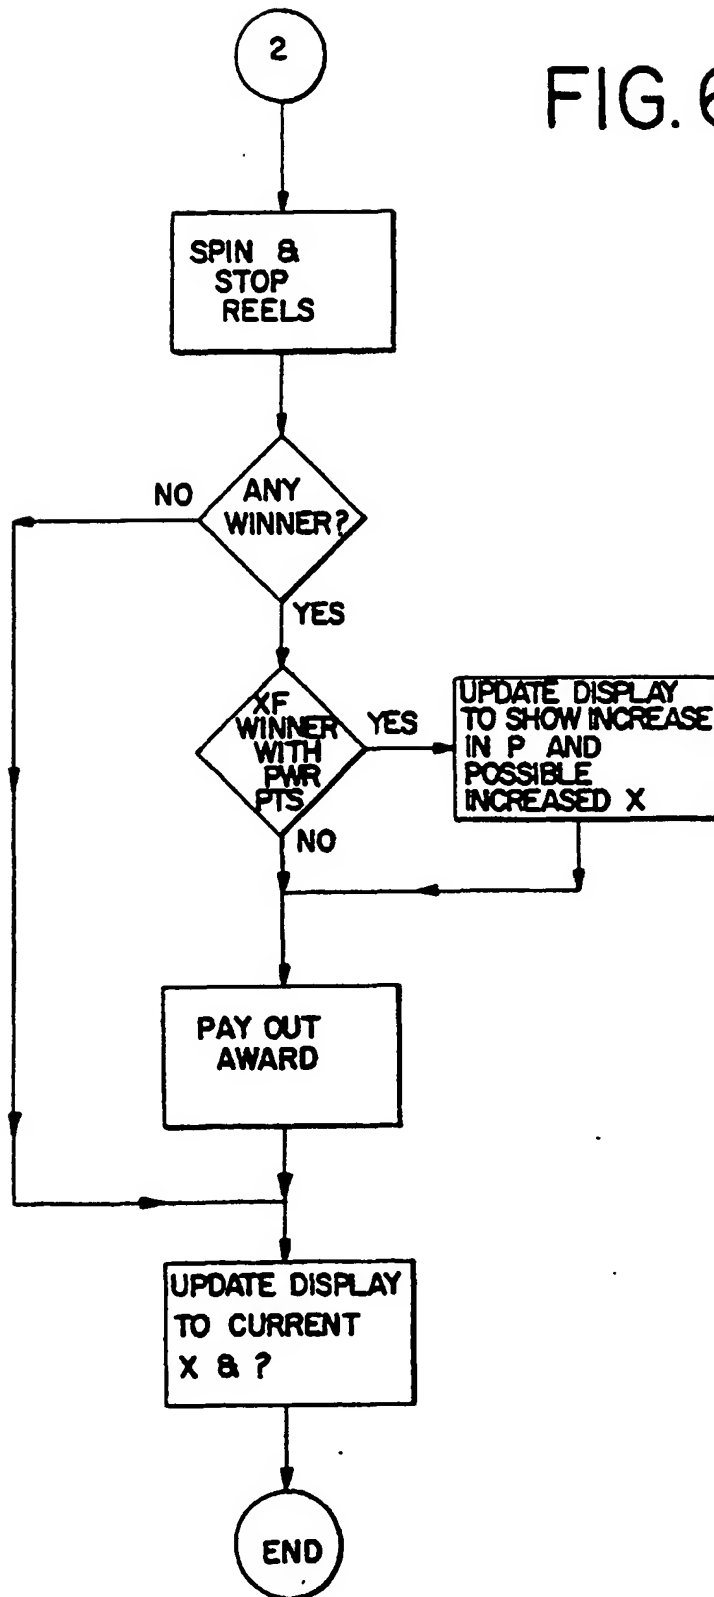 2
FIG. 6
SPIN &
STOP
REELS
NO
ANY
WINNER?
YES
XF
WINNER
WITH
PWR
PTS
YES
UPDATE DISPLAY
TO SHOW INCREASE
IN P AND
POSSIBLE
INCREASED X
NO
PAY OUT
AWARD
UPDATE DISPLAY
TO CURRENT
X & ?
END